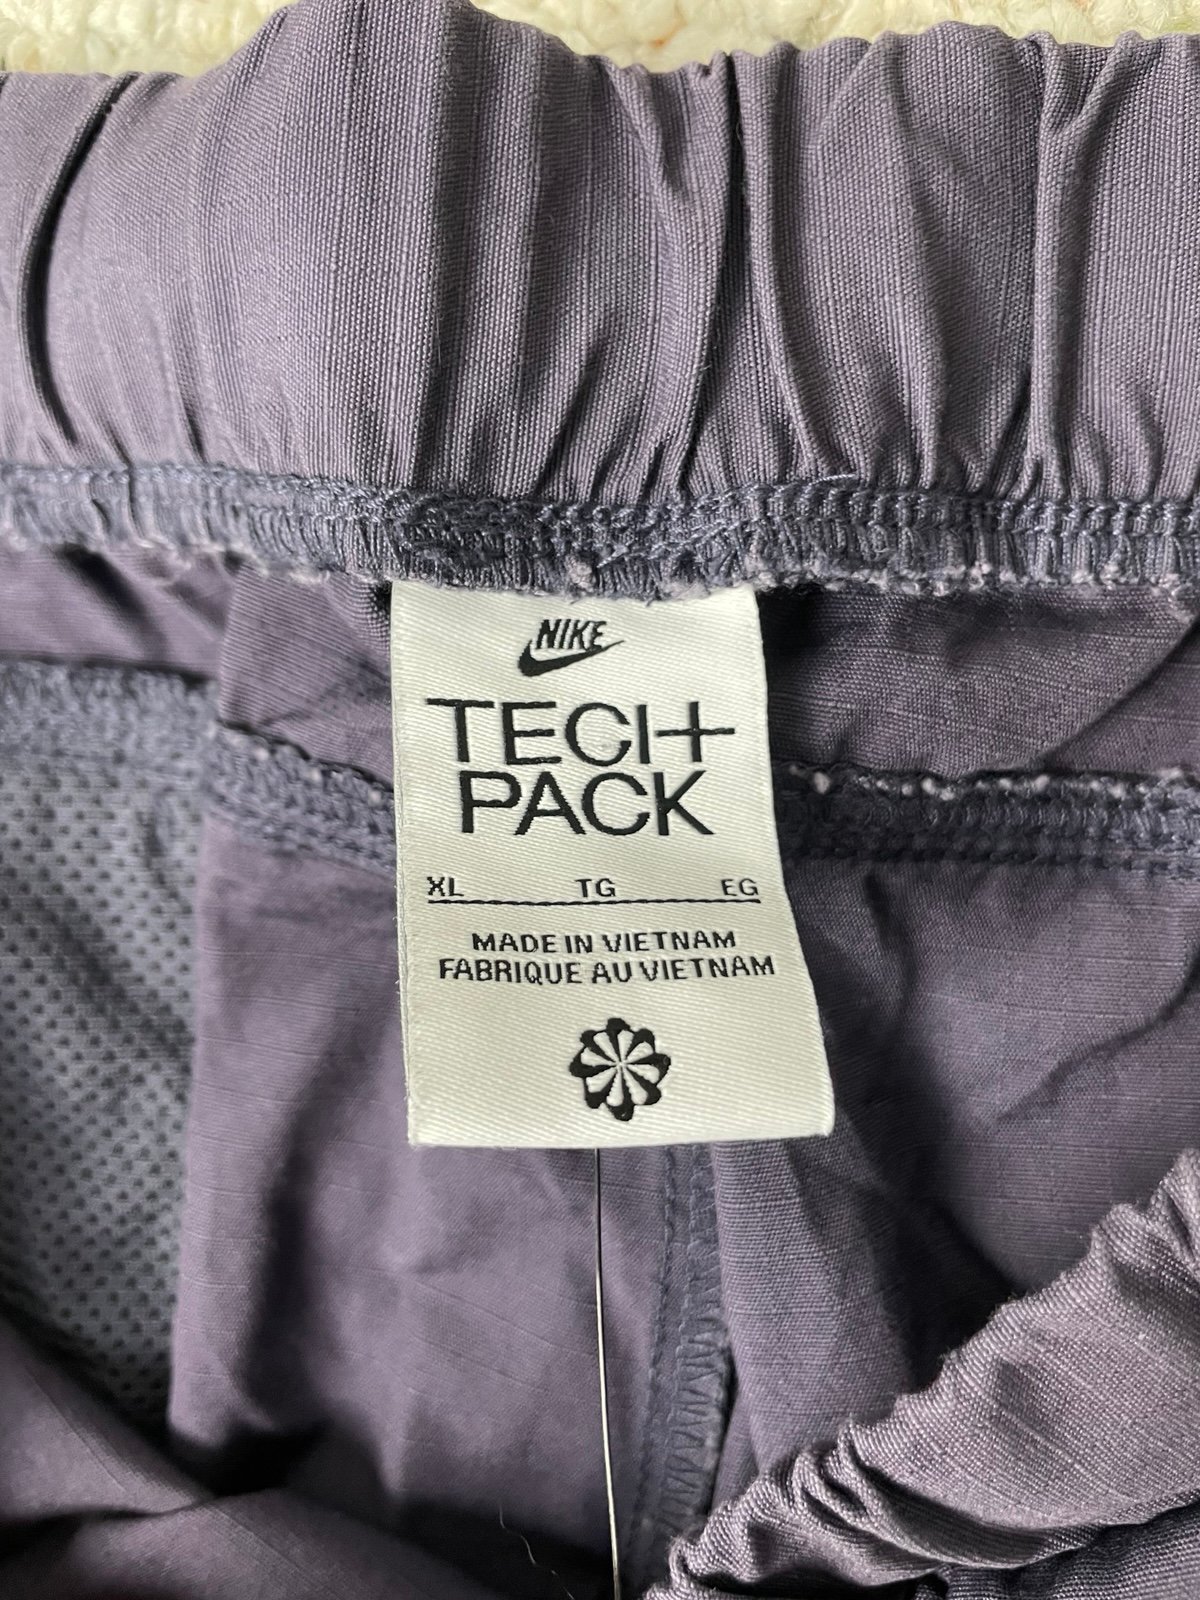 NIKE
TECH
PACK
XL TG EG
MADE IN VIETNAM
FABRIQUE AU VIETNAM